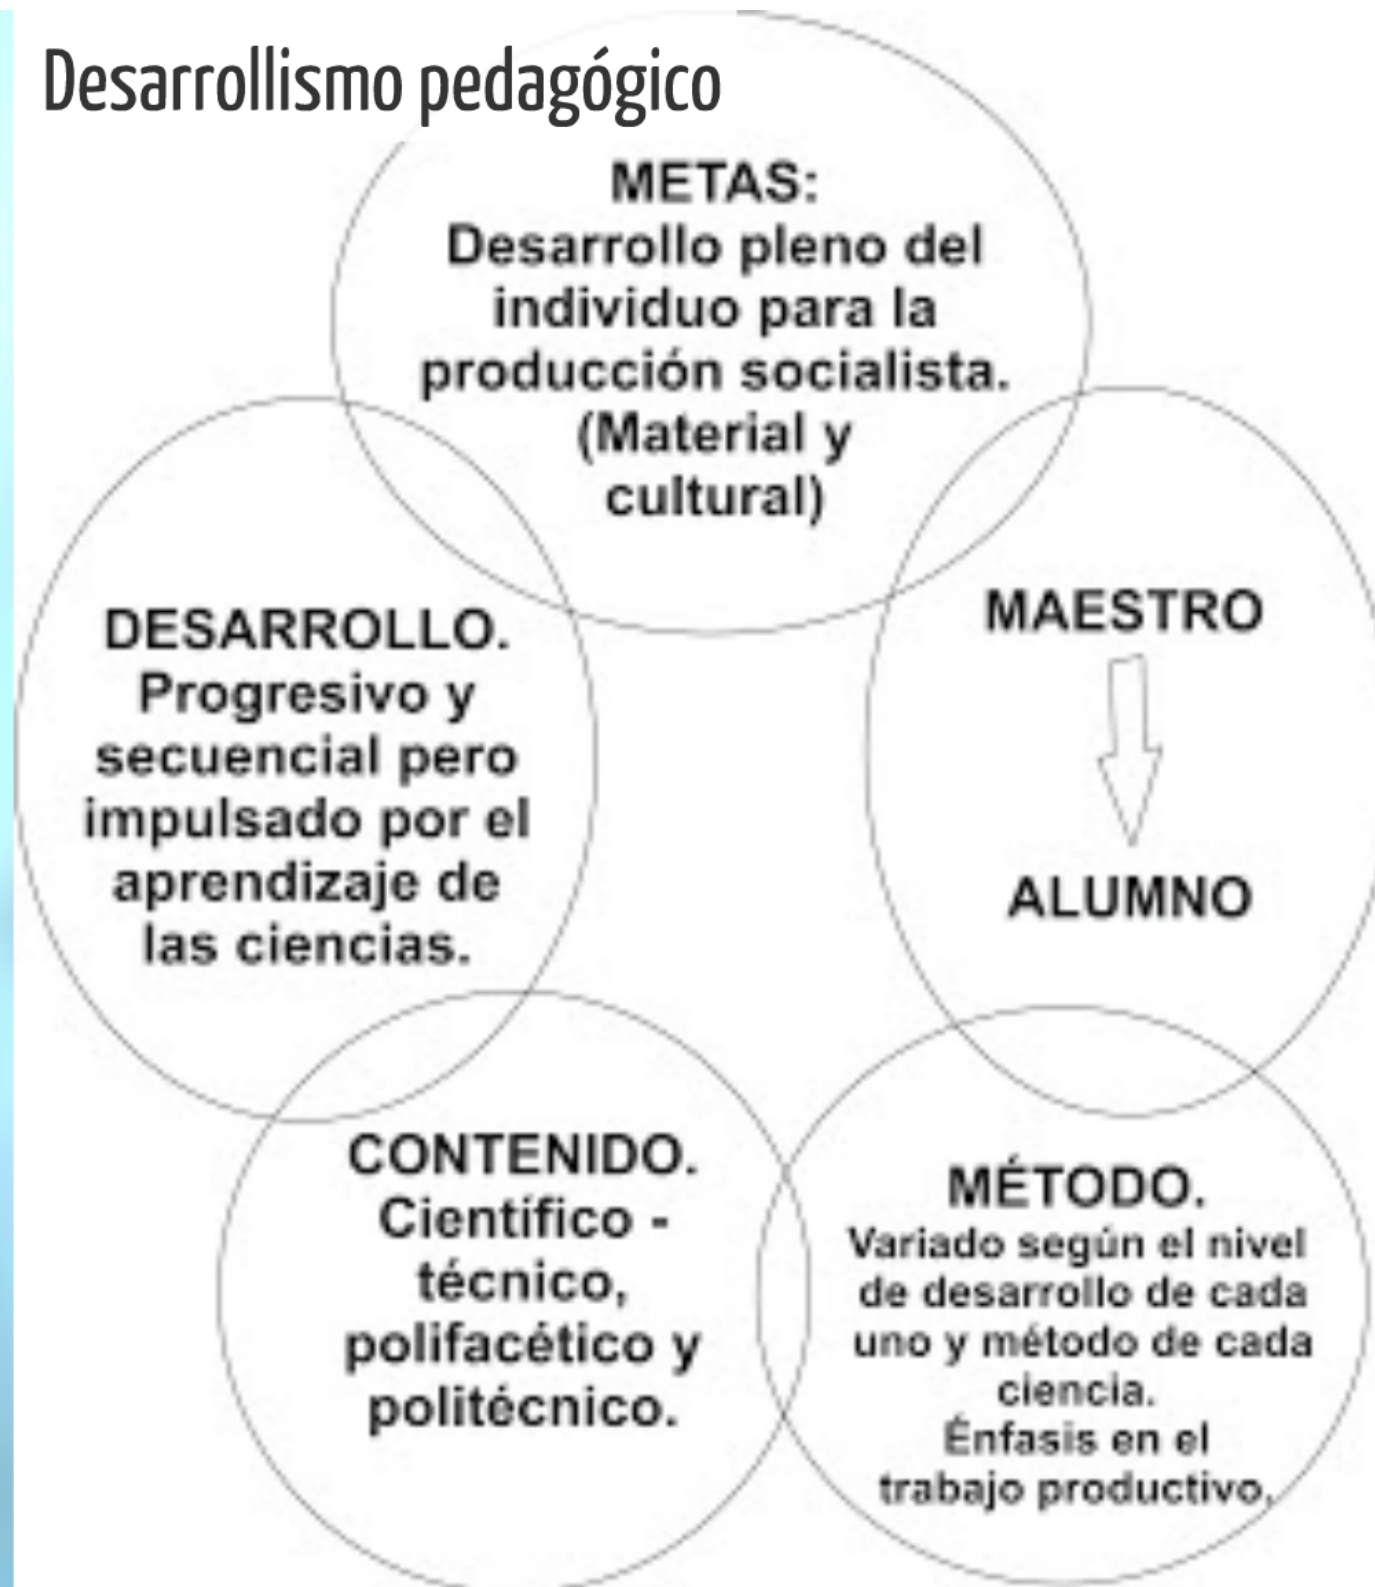 Desarrollismo pedagógico
METAS:
Desarrollo pleno del
individuo para la
producción socialista.
(Material y
cultural)
DESARROLLO.
Progresivo y
secuencial pero
impulsado por el
aprendizaje de
las ciencias.
MAESTRO
ALUMNO
CONTENIDO.
Científico -
técnico,
polifacético y
politécnico.
MÉTODO.
Variado según el nivel
de desarrollo de cada
uno y método de cada
ciencia.
Énfasis en el
trabajo productivo.